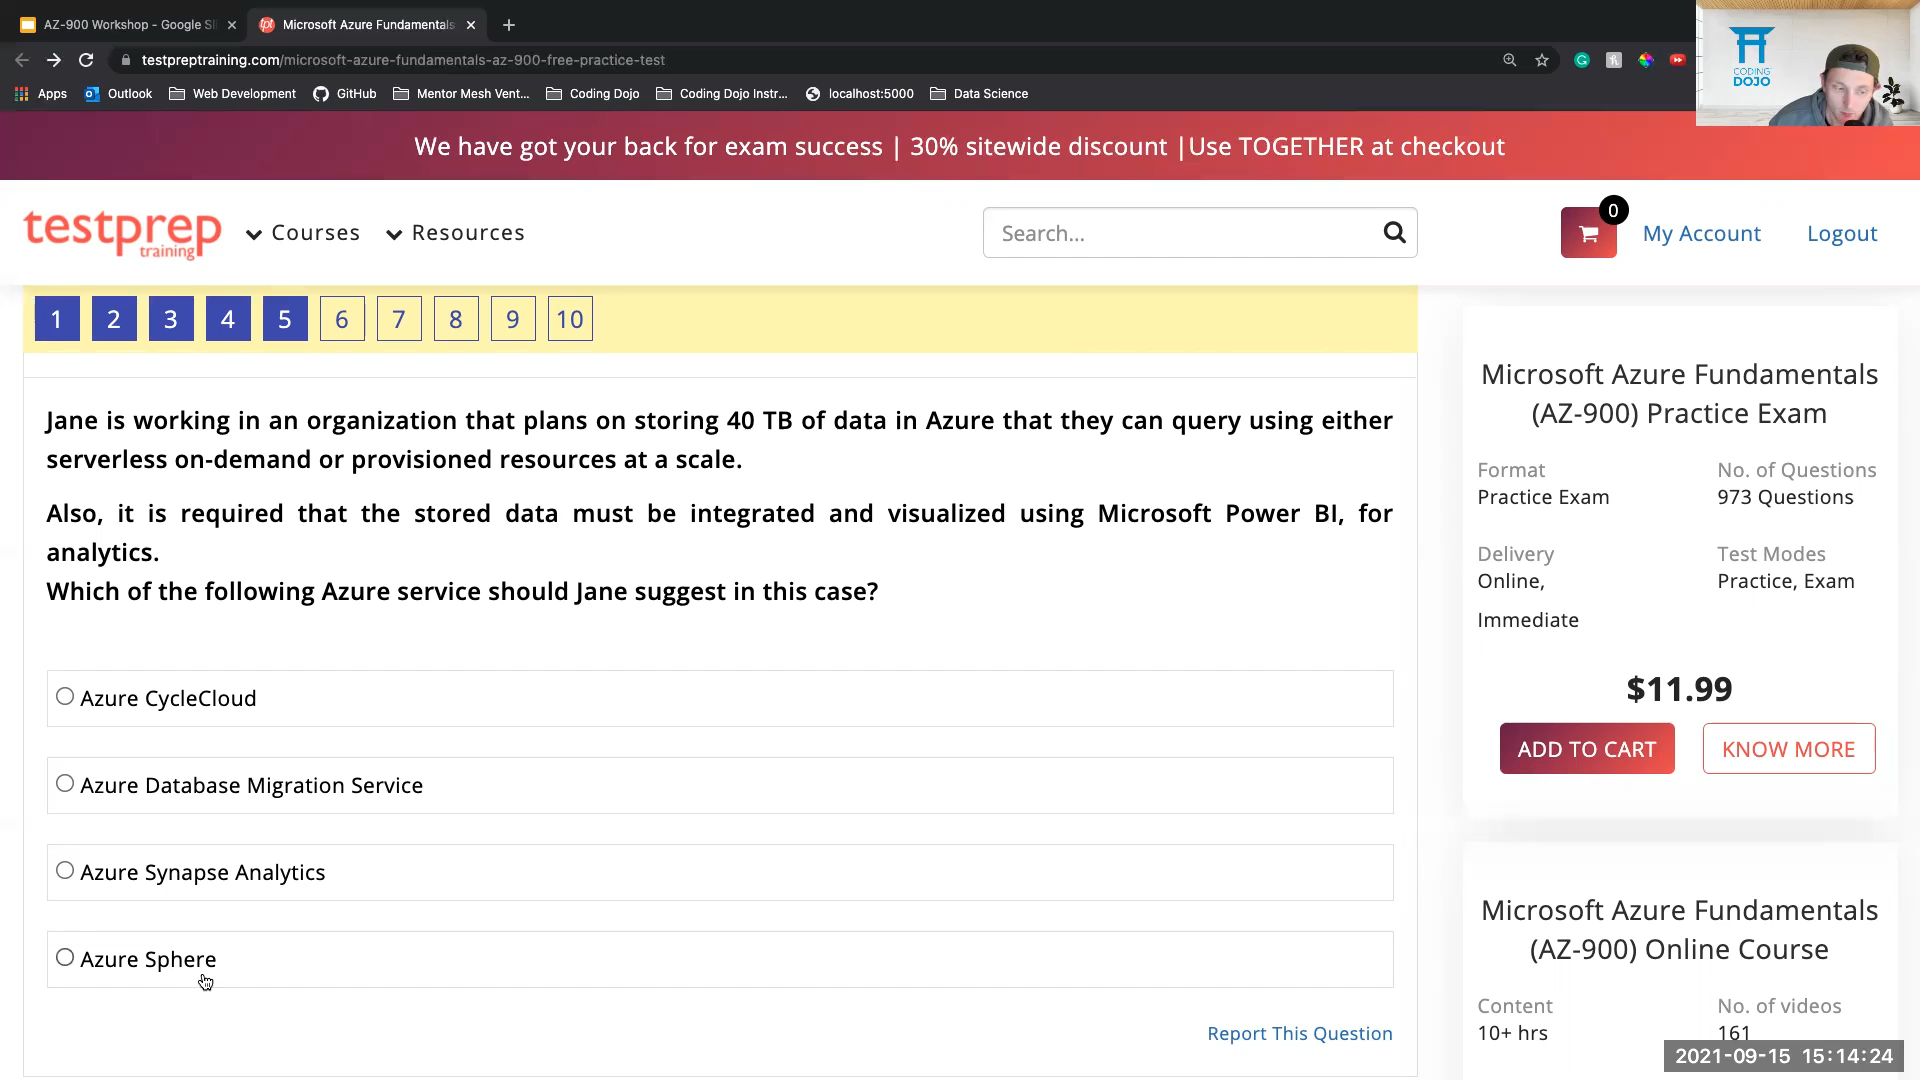 AZ-900 Workshop - Google Sl
Microsoft Azure Fundamentals
testpreptraining.com/microsoft-azure-fundamentals-az-900-free-practice-test
Apps
Outlook
Web Development
GitHub
Mentor Mesh Vent...
Coding Dojo
Coding Dojo Instr...
localhost:5000
Data Science
CODING
DOJO
We have got your back for exam success | 30% sitewide discount |Use TOGETHER at checkout
testprep
training
Courses
Resources
Search...
0
My Account
Logout
1 2 3 4 5 6 7 8 9 10
Jane is working in an organization that plans on storing 40 TB of data in Azure that they can query using either
serverless on-demand or provisioned resources at a scale.
Also, it is required that the stored data must be integrated and visualized using Microsoft Power BI, for
analytics.
Which of the following Azure service should Jane suggest in this case?
Azure CycleCloud
Azure Database Migration Service
Azure Synapse Analytics
Azure Sphere
Report This Question
Microsoft Azure Fundamentals
(AZ-900) Practice Exam
Format
Practice Exam
No. of Questions
973 Questions
Delivery
Online,
Immediate
Test Modes
Practice, Exam
$11.99
ADD TO CART
KNOW MORE
Microsoft Azure Fundamentals
(AZ-900) Online Course
Content
10+ hrs
No. of videos
161
2021-09-15 15:14:24